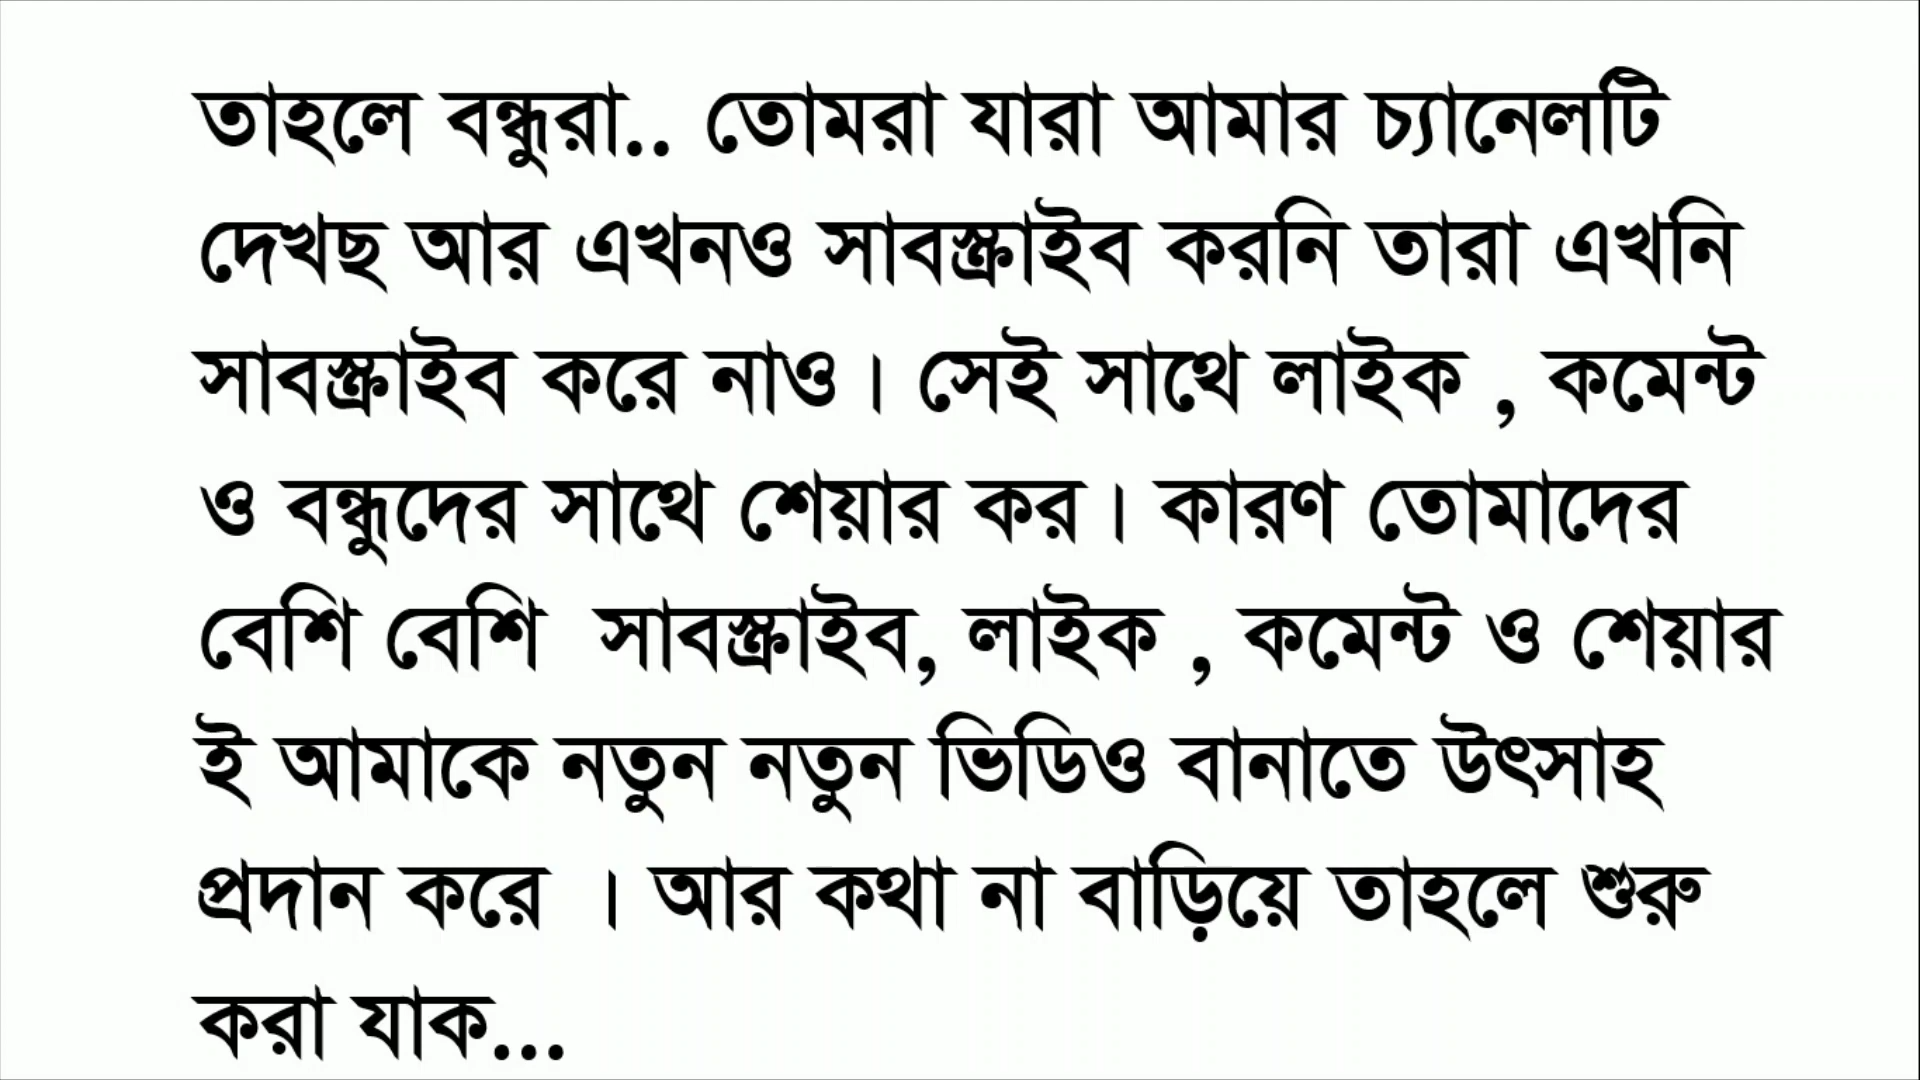 তাহলে বন্ধুরা.. তোমরা যারা আমার চ্যানেলটি
দেখছ আর এখনও সাবস্ক্রাইব করনি তারা এখনি
সাবস্ক্রাইব করে নাও। সেই সাথে লাইক , কমেন্ট
ও বন্ধুদের সাথে শেয়ার কর। কারণ তোমাদের
বেশি বেশি  সাবস্ক্রাইব, লাইক , কমেন্ট ও শেয়ার
ই আমাকে নতুন নতুন ভিডিও বানাতে উৎসাহ
প্রদান করে । আর কথা না বাড়িয়ে তাহলে শুরু
করা যাক...